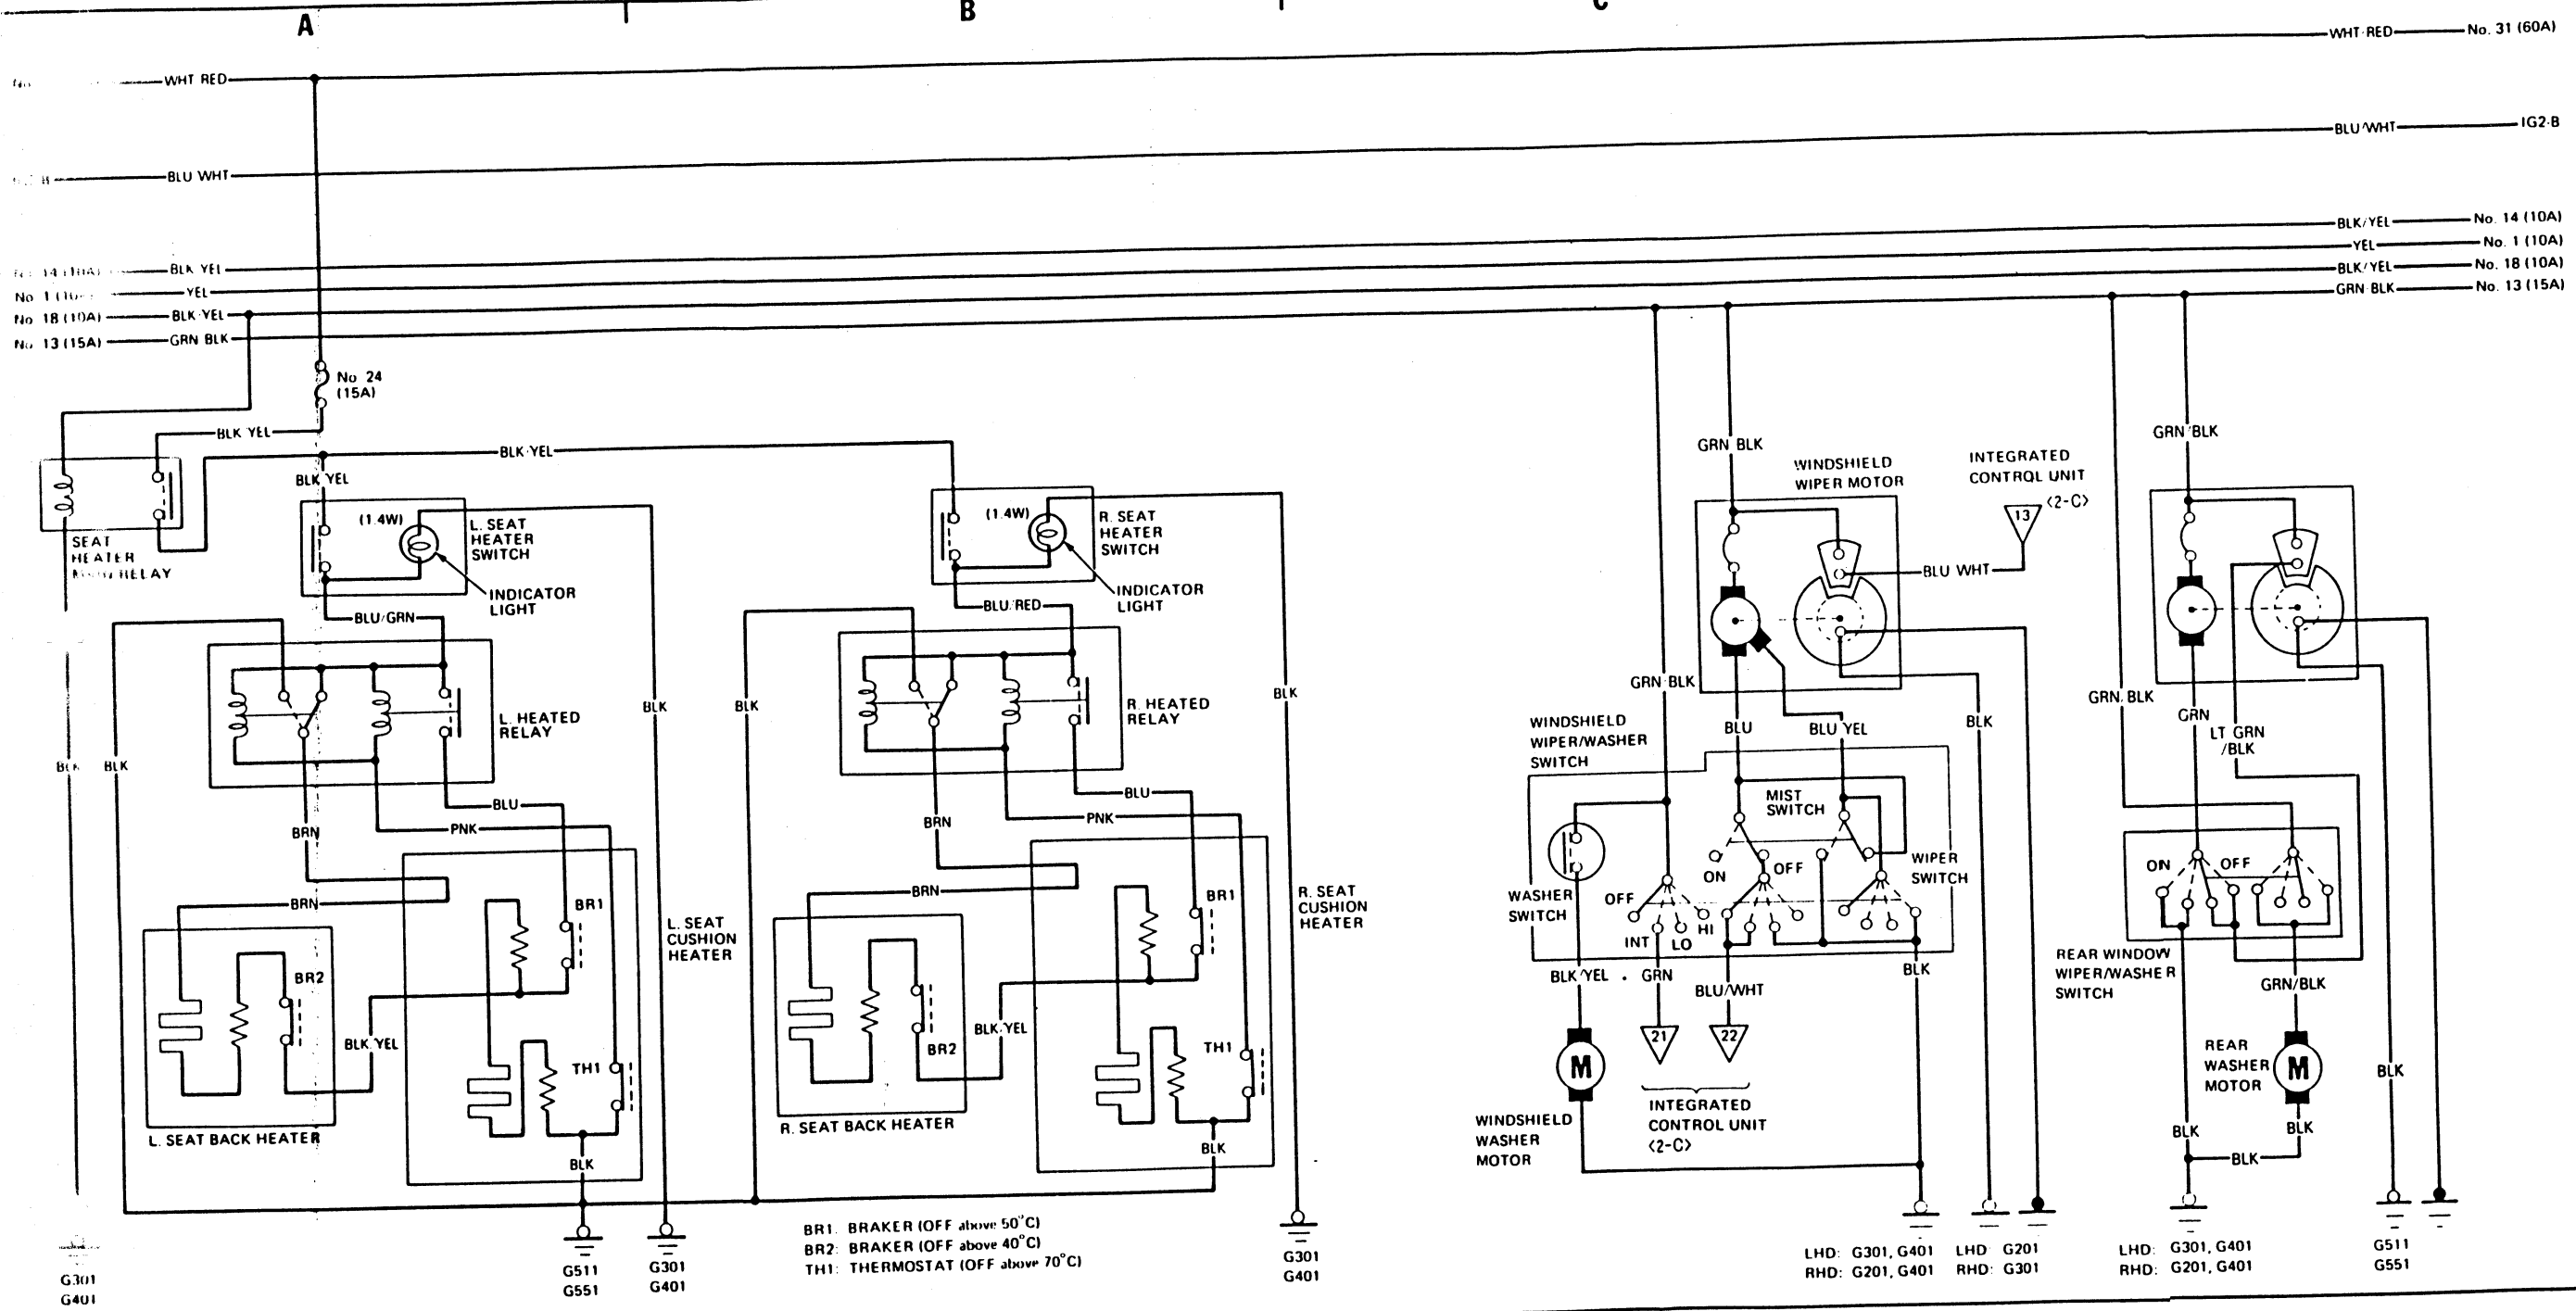 A
B
C
WHT RED
WHT·RED
No. 31 (60A)
BLU WHT
BLU/WHT
IG2-B
BLK YEL
BLK/YEL
No. 14 (10A)
No 1
YEL
YEL
No. 1 (10A)
No 18 (10A)
BLK·YEL
BLK/YEL
No. 18 (10A)
No. 13 (15A)
GRN BLK
GRN BLK
No. 13 (15A)
No 24
(15A)
BLK YEL
BLK·YEL
BLK YEL
SEAT
HEATER
RELAY
(1.4W)
L. SEAT
HEATER
SWITCH
INDICATOR
LIGHT
BLU/GRN
L. HEATED
RELAY
BLK
BLK
BLK
BLU
PNK
BRN
BRN
BR1
BR2
BLK YEL
TH1
L. SEAT
CUSHION
HEATER
L. SEAT BACK HEATER
BLK
G301
G401
G511
G551
G301
G401
(1.4W)
R. SEAT
HEATER
SWITCH
INDICATOR
LIGHT
BLU/RED
R. HEATED
RELAY
BLK
BLK
BLU
PNK
BRN
BRN
BR1
BR2
BLK·YEL
TH1
R. SEAT
CUSHION
HEATER
R. SEAT BACK HEATER
BLK
BR1. BRAKER (OFF above 50°C)
BR2: BRAKER (OFF above 40°C)
TH1: THERMOSTAT (OFF above 70°C)
G301
G401
GRN BLK
WINDSHIELD
WIPER MOTOR
INTEGRATED
CONTROL UNIT
<2-C>
13
BLU WHT
GRN BLK
BLU
BLU YEL
BLK
WINDSHIELD
WIPER/WASHER
SWITCH
MIST
SWITCH
WIPER
SWITCH
WASHER
SWITCH
OFF
INT
LO
HI
ON
OFF
BLK/YEL
GRN
BLU/WHT
BLK
21
22
M
WINDSHIELD
WASHER
MOTOR
INTEGRATED
CONTROL UNIT
<2-C>
LHD: G301, G401
RHD: G201, G401
LHD G201
RHD: G301
GRN BLK
GRN BLK
GRN
LT GRN
/BLK
ON
OFF
REAR WINDOW
WIPER/WASHER
SWITCH
GRN/BLK
REAR
WASHER
MOTOR
M
BLK
BLK
BLK
BLK
LHD: G301, G401
RHD: G201, G401
G511
G551